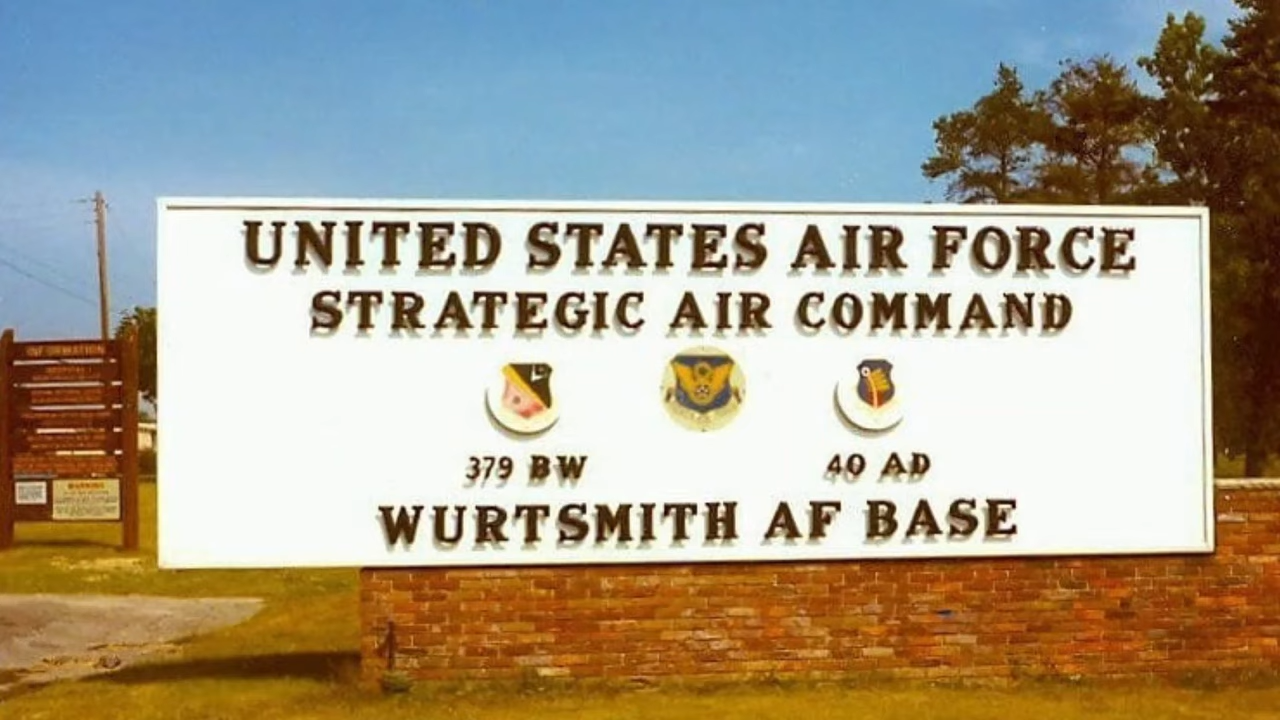 UNITED STATES AIR FORCE
STRATEGIC AIR COMMAND
379 BW 40 AD
WURTSMITH AF BASE
INFORMATION
WARNING